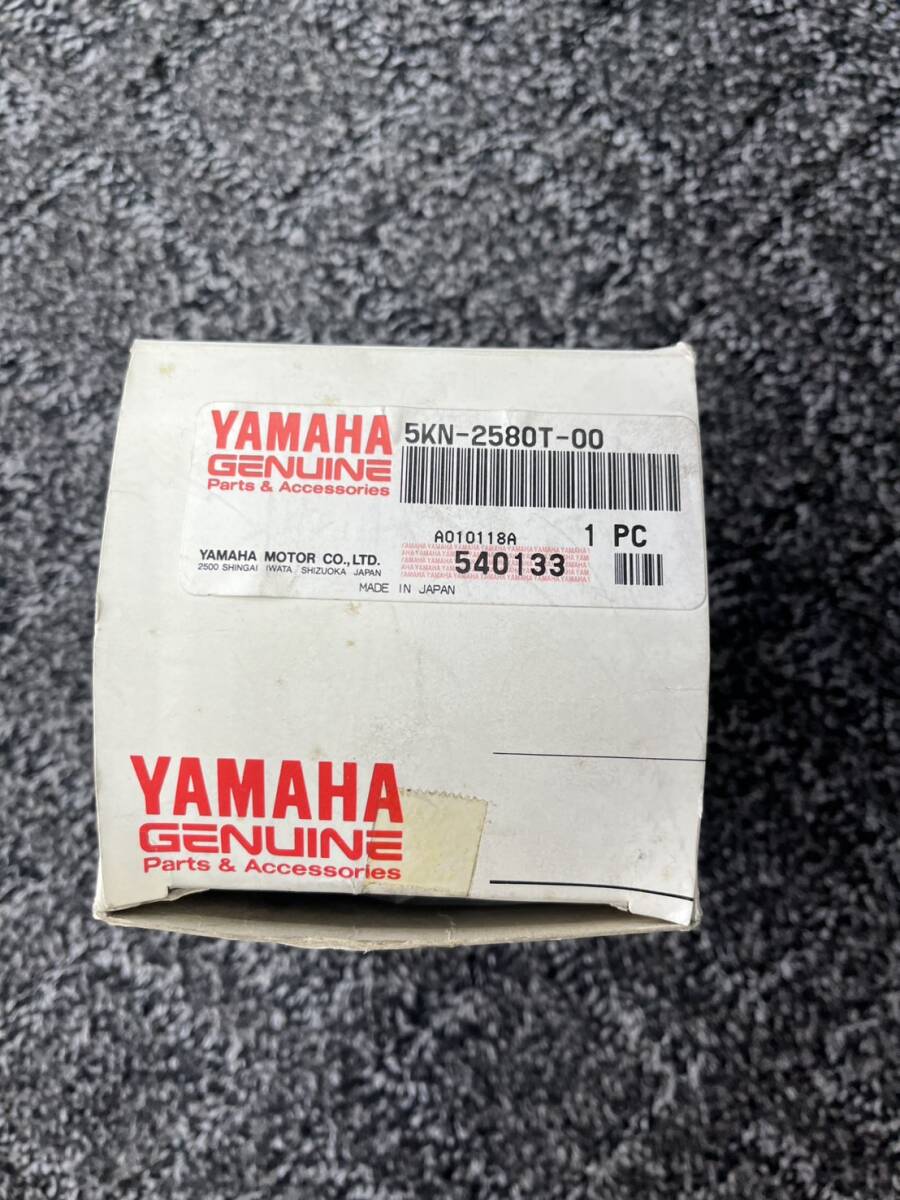 YAMAHA
GENUINE
Parts & Accessories
5KN-2580T-00
A010118A
1 PC
YAMAHA MOTOR CO.,LTD.
2500 SHINGAI IWATA SHIZUOKA JAPAN
540133
MADE IN JAPAN
YAMAHA
GENUINE
Parts & Accessories